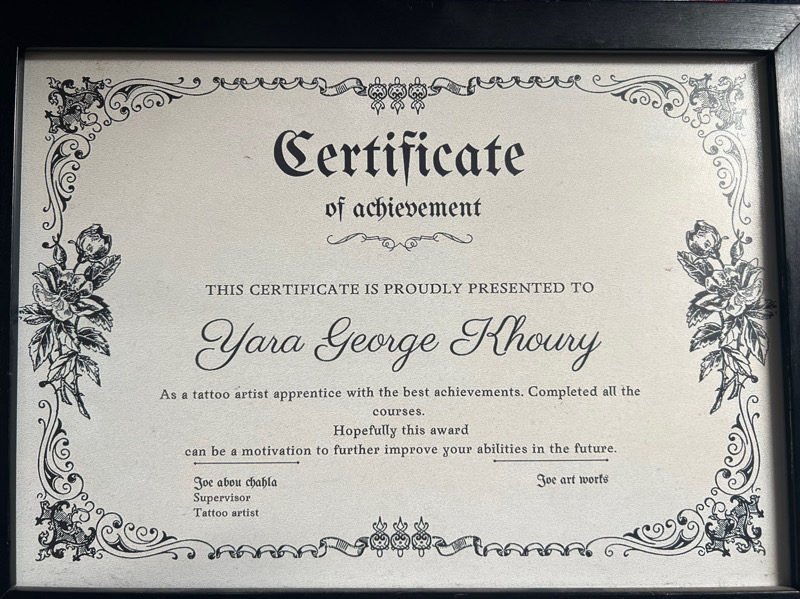 Certificate
of achievement
THIS CERTIFICATE IS PROUDLY PRESENTED TO
Yara George Khoury
As a tattoo artist apprentice with the best achievements. Completed all the
courses.
Hopefully this award
can be a motivation to further improve your abilities in the future.
Joe abou chahla
Supervisor
Tattoo artist
Joe art works